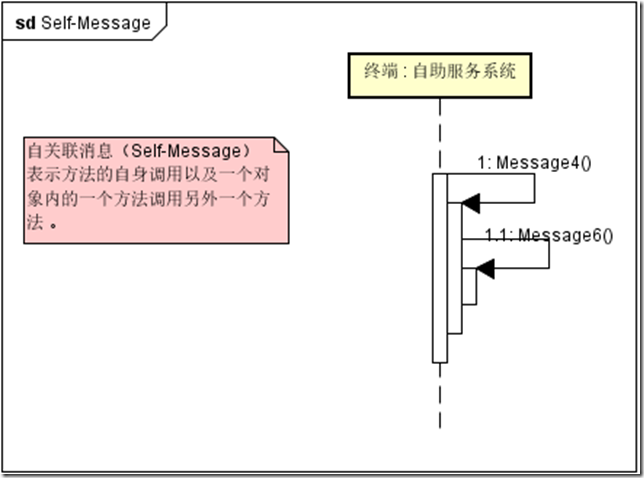 sd Self-Message
终端 : 自助服务系统
自关联消息（Self-Message）
表示方法的自身调用以及一个对
象内的一个方法调用另外一个方
法 。
1: Message4()
1.1: Message6()